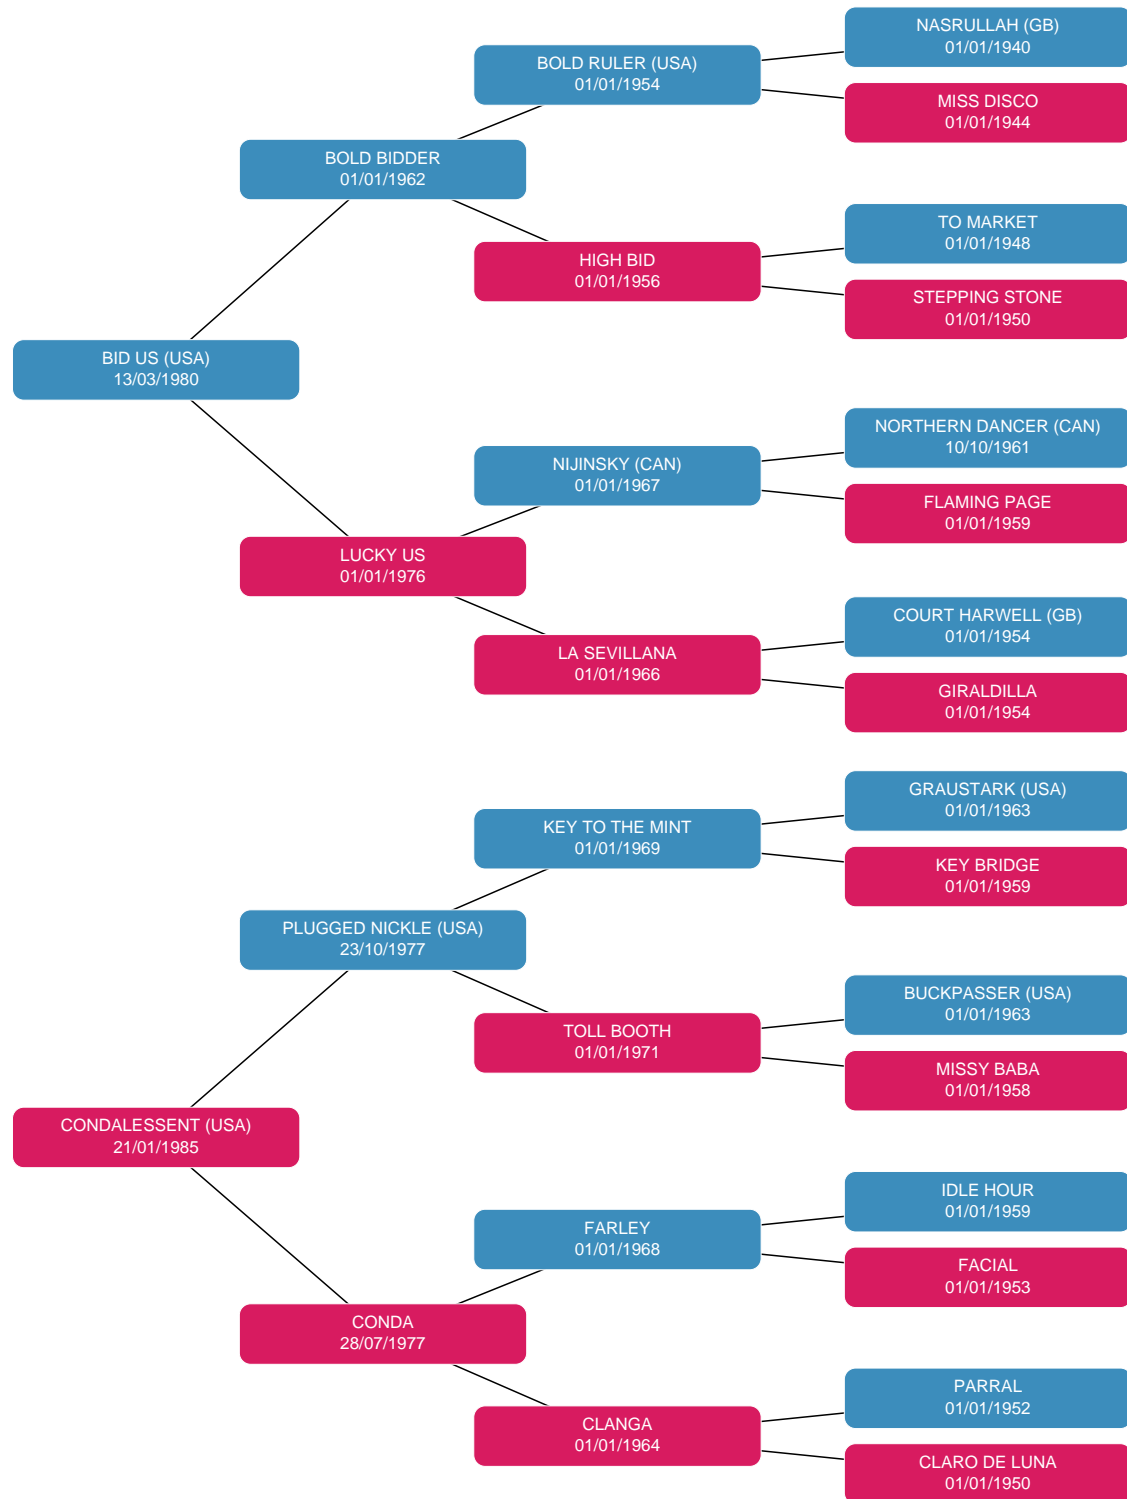 NASRULLAH (GB)
01/01/1940
BOLD RULER (USA)
01/01/1954
MISS DISCO
01/01/1944
BOLD BIDDER
01/01/1962
TO MARKET
01/01/1948
HIGH BID
01/01/1956
STEPPING STONE
01/01/1950
BID US (USA)
13/03/1980
NORTHERN DANCER (CAN)
10/10/1961
NIJINSKY (CAN)
01/01/1967
FLAMING PAGE
01/01/1959
LUCKY US
01/01/1976
COURT HARWELL (GB)
01/01/1954
LA SEVILLANA
01/01/1966
GIRALDILLA
01/01/1954
GRAUSTARK (USA)
01/01/1963
KEY TO THE MINT
01/01/1969
KEY BRIDGE
01/01/1959
PLUGGED NICKLE (USA)
23/10/1977
BUCKPASSER (USA)
01/01/1963
TOLL BOOTH
01/01/1971
MISSY BABA
01/01/1958
CONDALESSENT (USA)
21/01/1985
IDLE HOUR
01/01/1959
FARLEY
01/01/1968
FACIAL
01/01/1953
CONDA
28/07/1977
PARRAL
01/01/1952
CLANGA
01/01/1964
CLARO DE LUNA
01/01/1950